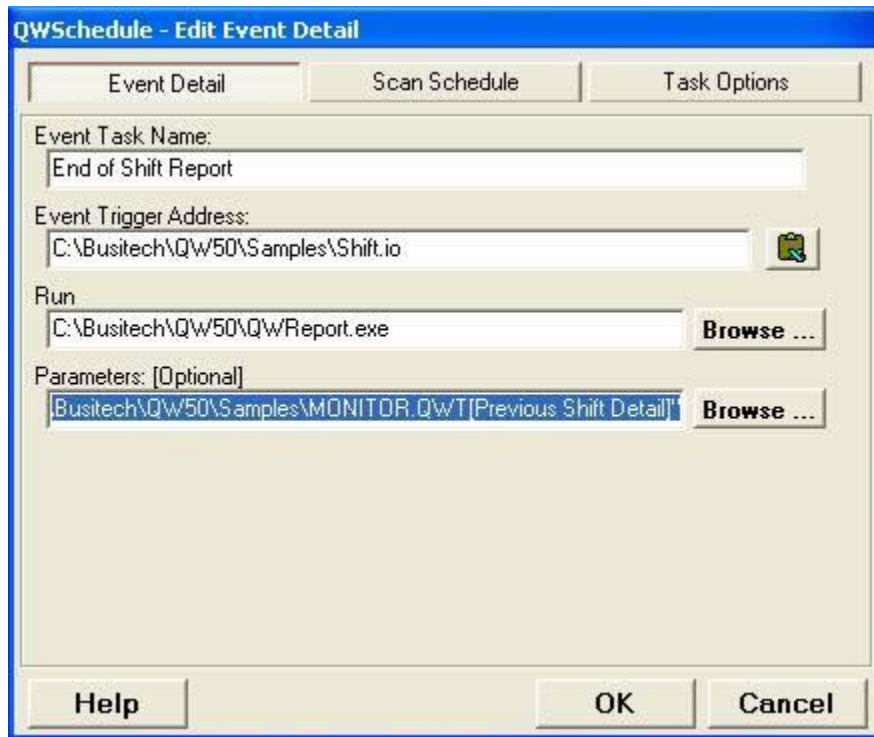 QWSchedule - Edit Event Detail
Event Detail Scan Schedule Task Options
Event Task Name:
End of Shift Report
Event Trigger Address:
C:\Busitech\QW50\Samples\Shift.io
Run
C:\Busitech\QW50\QWReport.exe Browse ...
Parameters: [Optional]
\Busitech\QW50\Samples\MONITOR.QWT[Previous Shift Detail]" Browse ...
Help OK Cancel